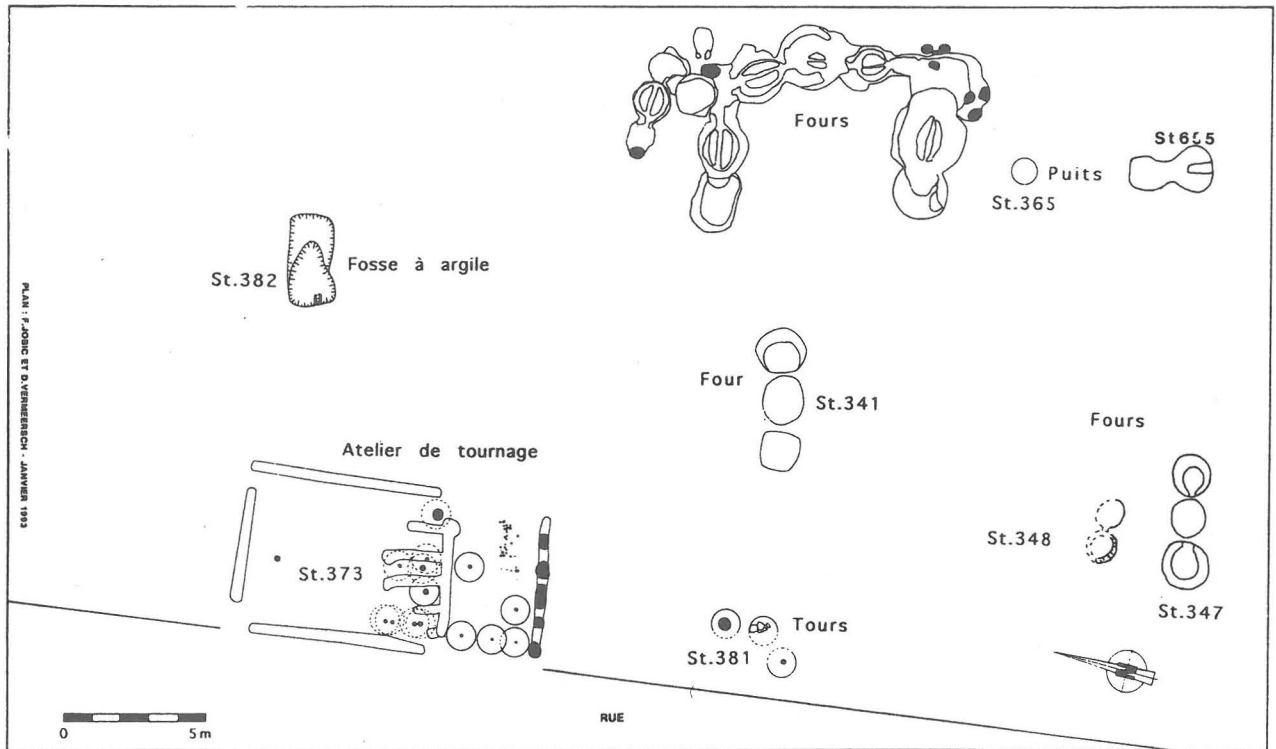 Fours
St 655
Puits
St.365
St.382
Fosse à argile
PLAN : F.JOBIC ET D.VERMEERSCH - JANVIER 1993
Four
St.341
Fours
Atelier de tournage
St.373
St.348
St.347
Tours
St.381
RUE
0 5 m